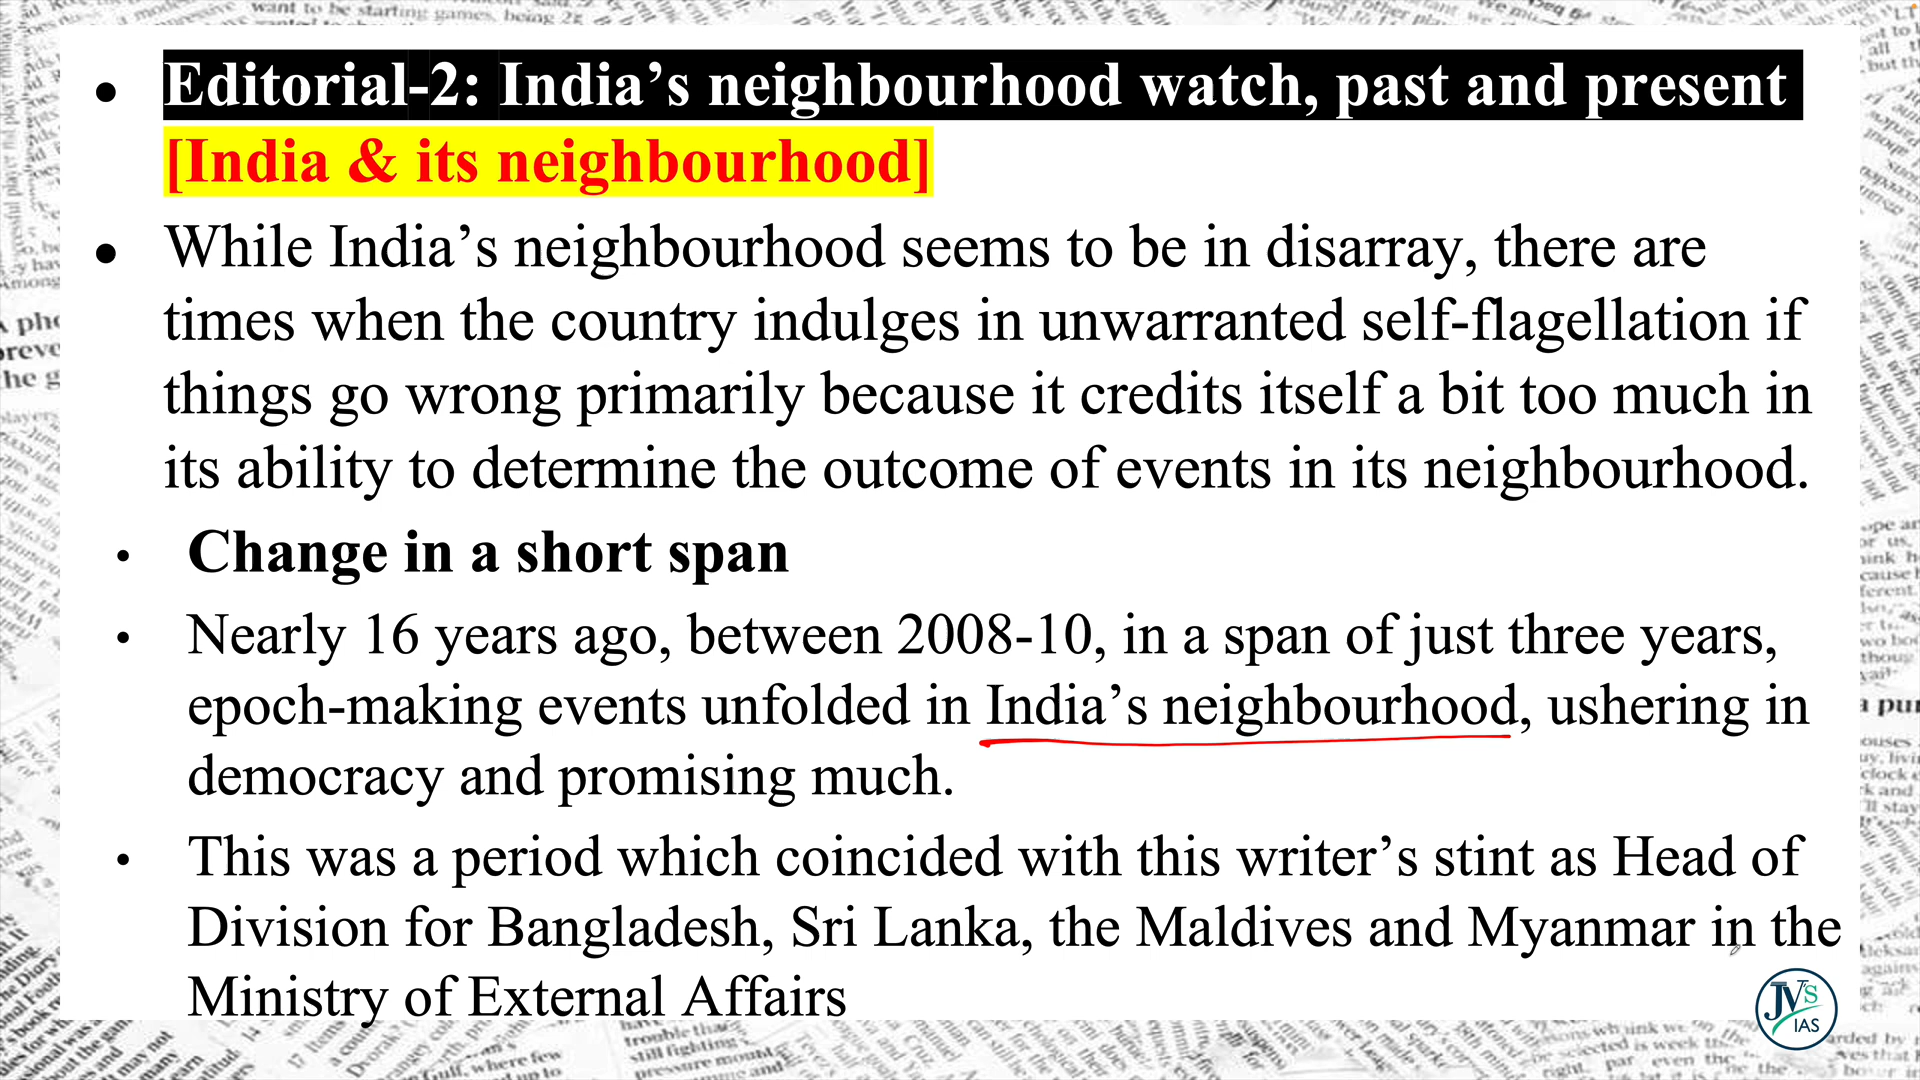 Editorial-2: India’s neighbourhood watch, past and present
[India & its neighbourhood]
While India’s neighbourhood seems to be in disarray, there are
times when the country indulges in unwarranted self-flagellation if
things go wrong primarily because it credits itself a bit too much in
its ability to determine the outcome of events in its neighbourhood.
Change in a short span
Nearly 16 years ago, between 2008-10, in a span of just three years,
epoch-making events unfolded in India’s neighbourhood, ushering in
democracy and promising much.
This was a period which coincided with this writer’s stint as Head of
Division for Bangladesh, Sri Lanka, the Maldives and Myanmar in the
Ministry of External Affairs
JV's
IAS